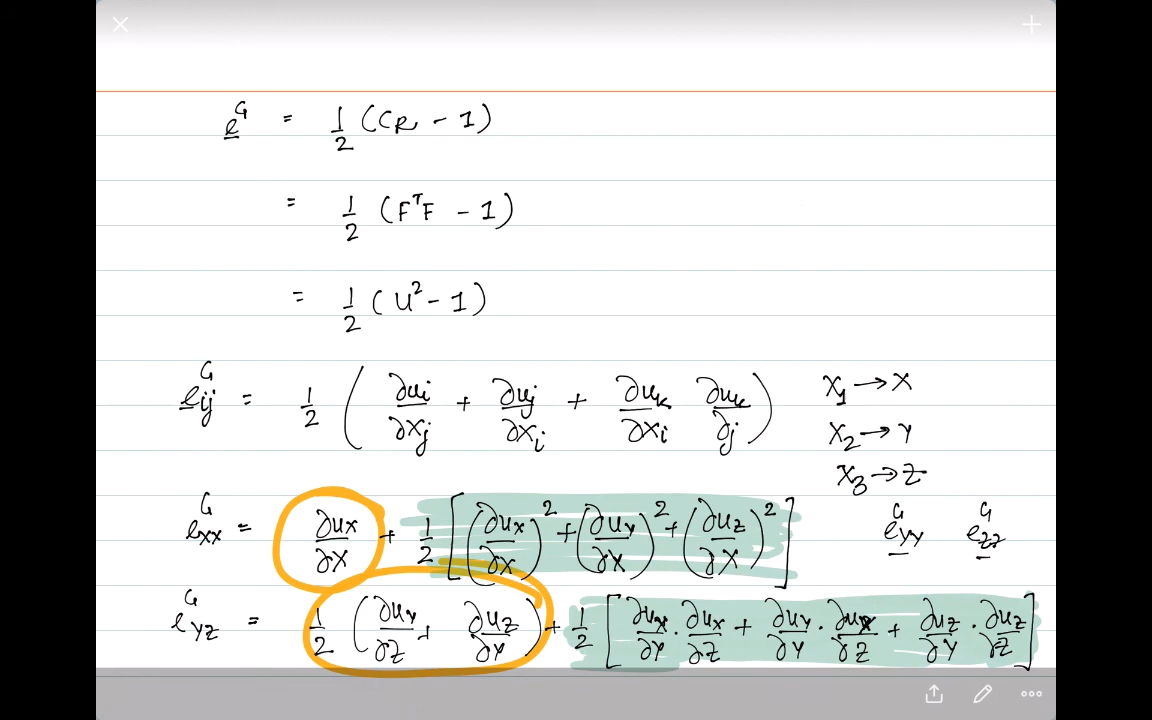 e^G = 1/2 (C_R - 1)
= 1/2 (F^T F - 1)
= 1/2 (U^2 - 1)
e^G_ij = 1/2 (∂u_i/∂X_j + ∂u_j/∂X_i + ∂u_k/∂X_i ∂u_k/∂j)
X_1 → X
X_2 → Y
X_3 → Z
e^G_XX = ∂u_X/∂X + 1/2 [(∂u_X/∂X)^2 + (∂u_Y/∂X)^2 + (∂u_Z/∂X)^2] e^G_YY e^G_ZZ
e^G_YZ = 1/2 (∂u_Y/∂Z + ∂u_Z/∂Y) + 1/2 [∂u_X/∂Y · ∂u_X/∂Z + ∂u_Y/∂Y · ∂u/∂Z + ∂u_Z/∂Y · ∂u_Z/∂Z]